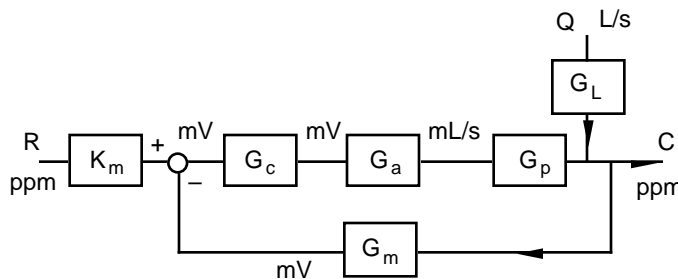 Q L/s
G_L
R mV mV mL/s C
+
K_m G_c G_a G_p
ppm – ppm
G_m
mV